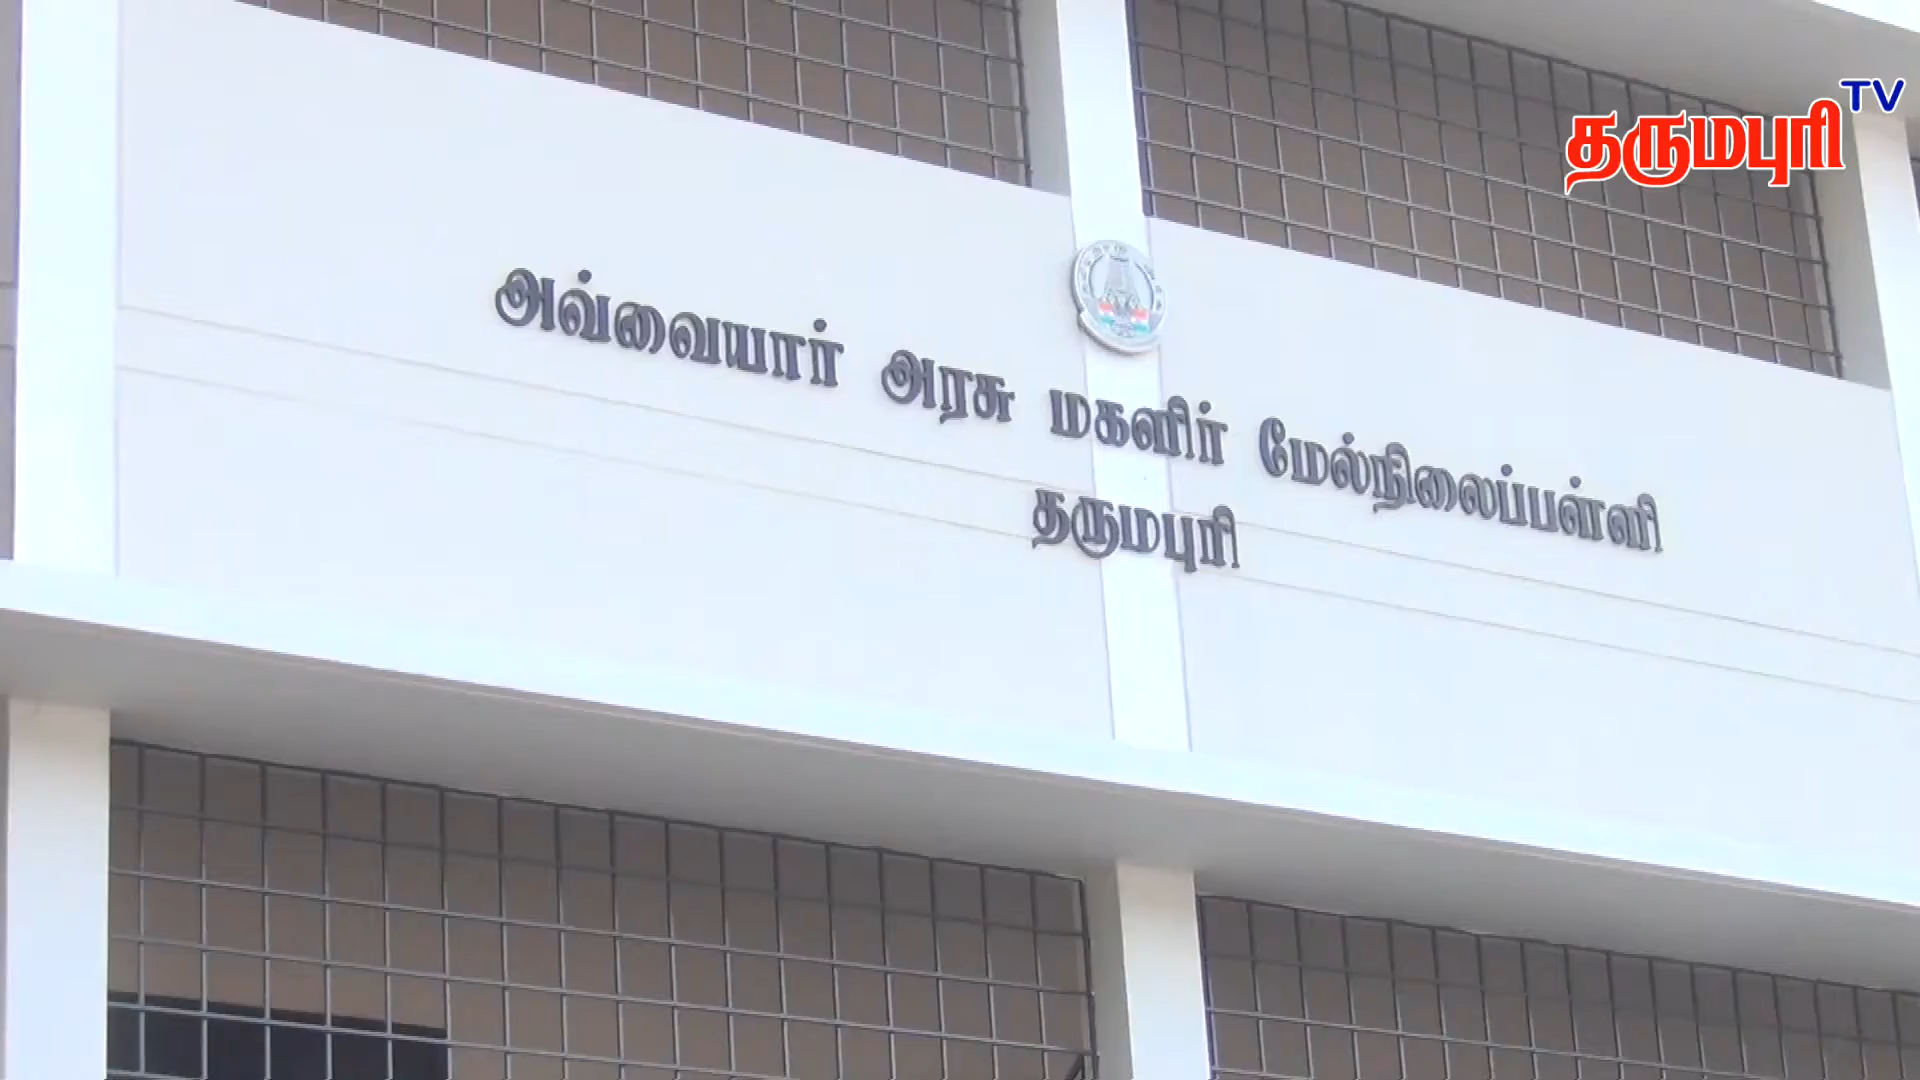 தருமபுரி TV
அவ்வையார் அரசு மகளிர் மேல்நிலைப்பள்ளி
தருமபுரி